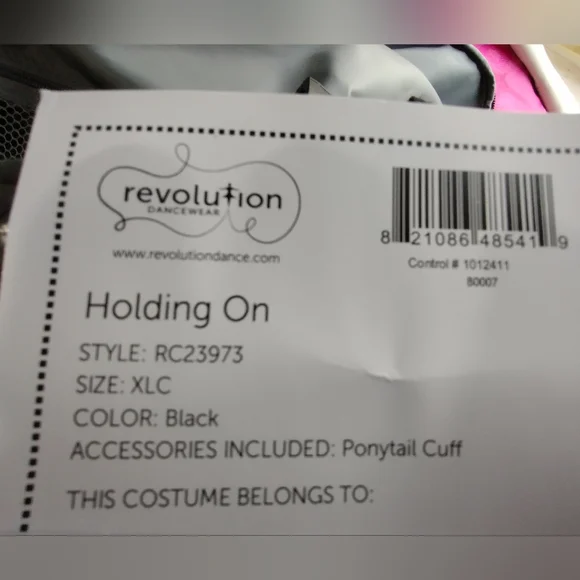 revolution
DANCEWEAR
www.revolutiondance.com
8 21086 48541 9
Control # 1012411
80007
Holding On
STYLE: RC23973
SIZE: XLC
COLOR: Black
ACCESSORIES INCLUDED: Ponytail Cuff
THIS COSTUME BELONGS TO: